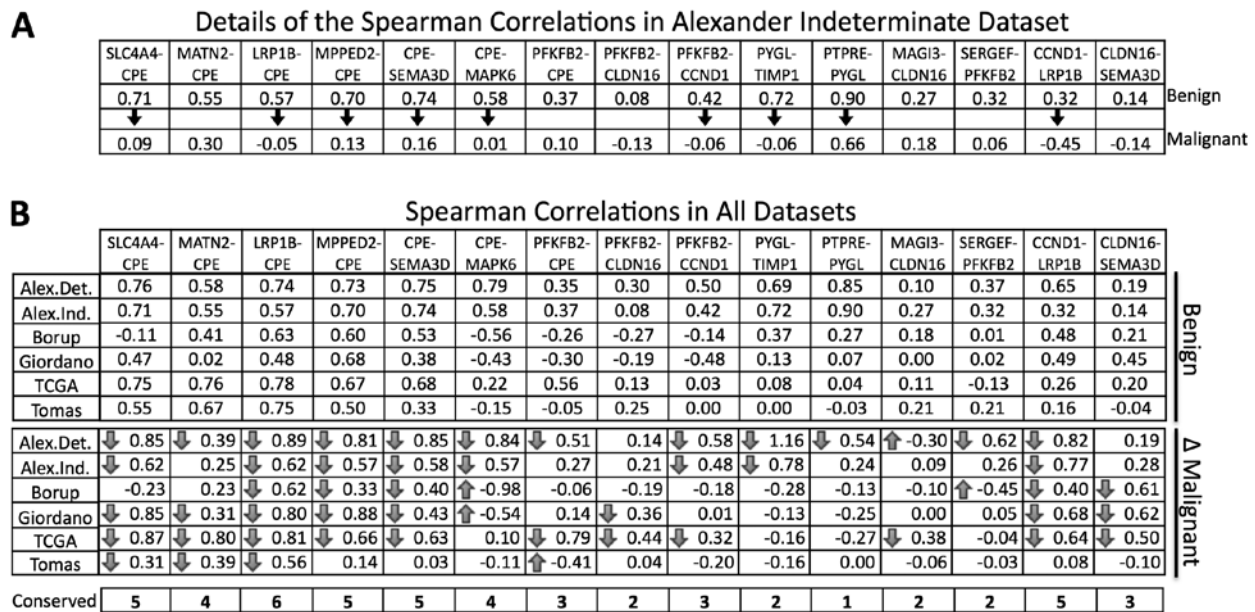 A
Details of the Spearman Correlations in Alexander Indeterminate Dataset
SLC4A4- MATN2- LRP1B- MPPED2- CPE- CPE- PFKFB2- PFKFB2- PFKFB2- PYGL- PTPRE- MAGI3- SERGEF- CCND1- CLDN16-
CPE CPE CPE CPE SEMA3D MAPK6 CPE CLDN16 CCND1 TIMP1 PYGL CLDN16 PFKFB2 LRP1B SEMA3D
0.71 0.55 0.57 0.70 0.74 0.58 0.37 0.08 0.42 0.72 0.90 0.27 0.32 0.32 0.14 Benign
0.09 0.30 -0.05 0.13 0.16 0.01 0.10 -0.13 -0.06 -0.06 0.66 0.18 0.06 -0.45 -0.14 Malignant
B
Spearman Correlations in All Datasets
SLC4A4- MATN2- LRP1B- MPPED2- CPE- CPE- PFKFB2- PFKFB2- PFKFB2- PYGL- PTPRE- MAGI3- SERGEF- CCND1- CLDN16-
CPE CPE CPE CPE SEMA3D MAPK6 CPE CLDN16 CCND1 TIMP1 PYGL CLDN16 PFKFB2 LRP1B SEMA3D
Alex.Det. 0.76 0.58 0.74 0.73 0.75 0.79 0.35 0.30 0.50 0.69 0.85 0.10 0.37 0.65 0.19
Alex.Ind. 0.71 0.55 0.57 0.70 0.74 0.58 0.37 0.08 0.42 0.72 0.90 0.27 0.32 0.32 0.14
Borup -0.11 0.41 0.63 0.60 0.53 -0.56 -0.26 -0.27 -0.14 0.37 0.27 0.18 0.01 0.48 0.21
Giordano 0.47 0.02 0.48 0.68 0.38 -0.43 -0.30 -0.19 -0.48 0.13 0.07 0.00 0.02 0.49 0.45
TCGA 0.75 0.76 0.78 0.67 0.68 0.22 0.56 0.13 0.03 0.08 0.04 0.11 -0.13 0.26 0.20
Tomas 0.55 0.67 0.75 0.50 0.33 -0.15 -0.05 0.25 0.00 0.00 -0.03 0.21 0.21 0.16 -0.04
Benign
Alex.Det. 0.85 0.39 0.89 0.81 0.85 0.84 0.51 0.14 0.58 1.16 0.54 -0.30 0.62 0.82 0.19
Alex.Ind. 0.62 0.25 0.62 0.57 0.58 0.57 0.27 0.21 0.48 0.78 0.24 0.09 0.26 0.77 0.28
Borup -0.23 0.23 0.62 0.33 0.40 -0.98 -0.06 -0.19 -0.18 -0.28 -0.13 -0.10 -0.45 0.40 0.61
Giordano 0.85 0.31 0.80 0.88 0.43 -0.54 0.14 0.36 0.01 -0.13 -0.25 0.00 0.05 0.68 0.62
TCGA 0.87 0.80 0.81 0.66 0.63 0.10 0.79 0.44 0.32 -0.16 -0.27 0.38 -0.04 0.64 0.50
Tomas 0.31 0.39 0.56 0.14 0.03 -0.11 -0.41 0.04 -0.20 -0.16 0.00 -0.06 -0.03 0.08 -0.10
Δ Malignant
Conserved 5 4 6 5 5 4 3 2 3 2 1 2 2 5 3